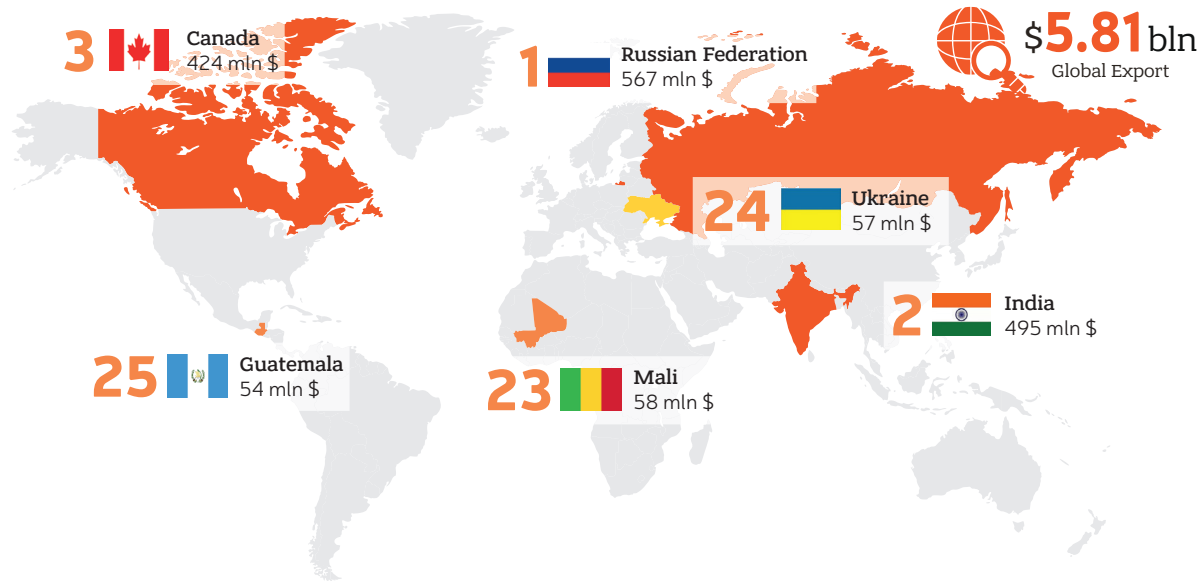 3
Canada
424 mln $
1
Russian Federation
567 mln $
$5.81 bln
Global Export
24
Ukraine
57 mln $
2
India
495 mln $
25
Guatemala
54 mln $
23
Mali
58 mln $